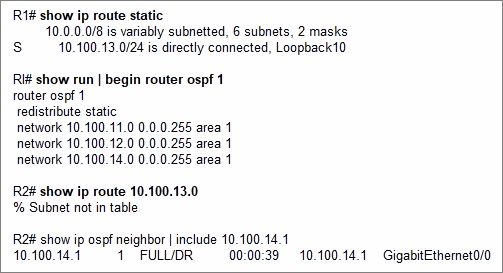 R1# show ip route static
10.0.0.0/8 is variably subnetted, 6 subnets, 2 masks
S 10.100.13.0/24 is directly connected, Loopback10
Rl# show run | begin router ospf 1
router ospf 1
redistribute static
network 10.100.11.0 0.0.0.255 area 1
network 10.100.12.0 0.0.0.255 area 1
network 10.100.14.0 0.0.0.255 area 1
R2# show ip route 10.100.13.0
% Subnet not in table
R2# show ip ospf neighbor | include 10.100.14.1
10.100.14.1 1 FULL/DR 00:00:39 10.100.14.1 GigabitEthernet0/0